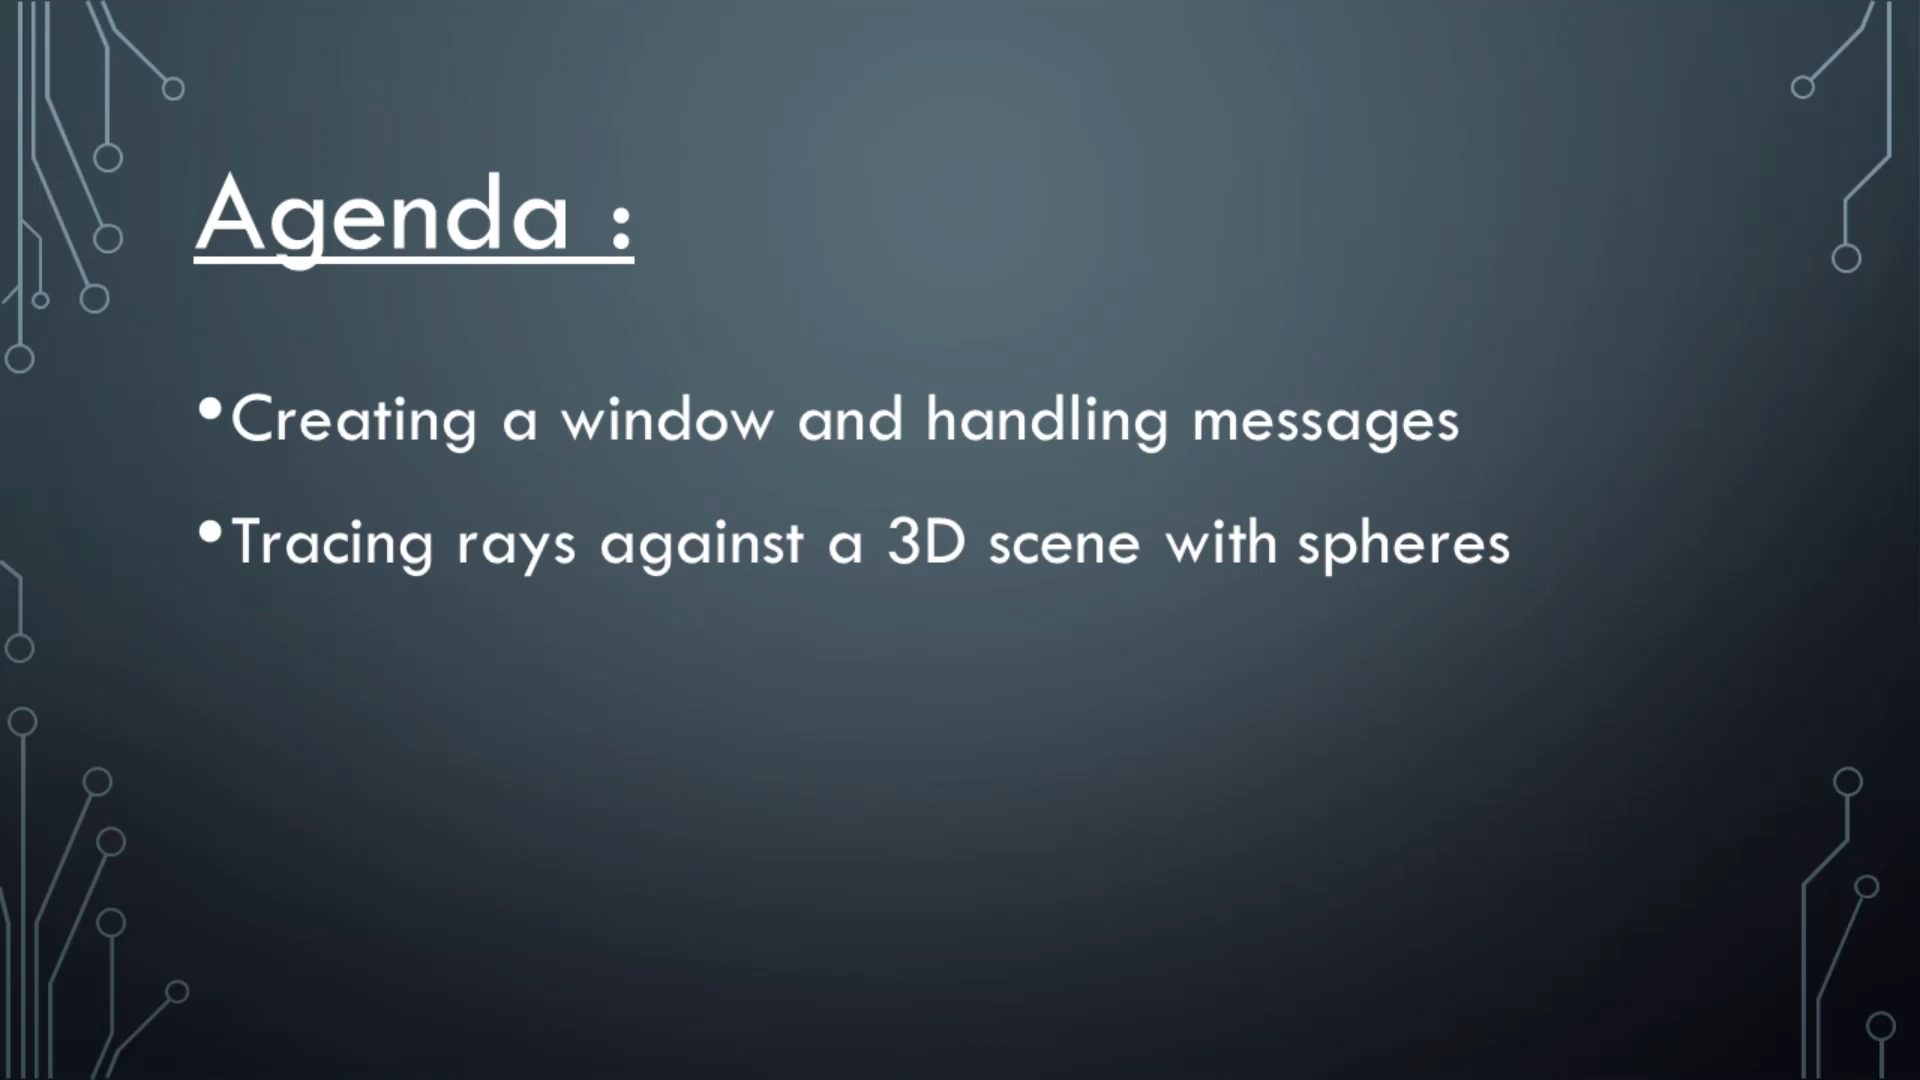 Agenda :
•Creating a window and handling messages
•Tracing rays against a 3D scene with spheres